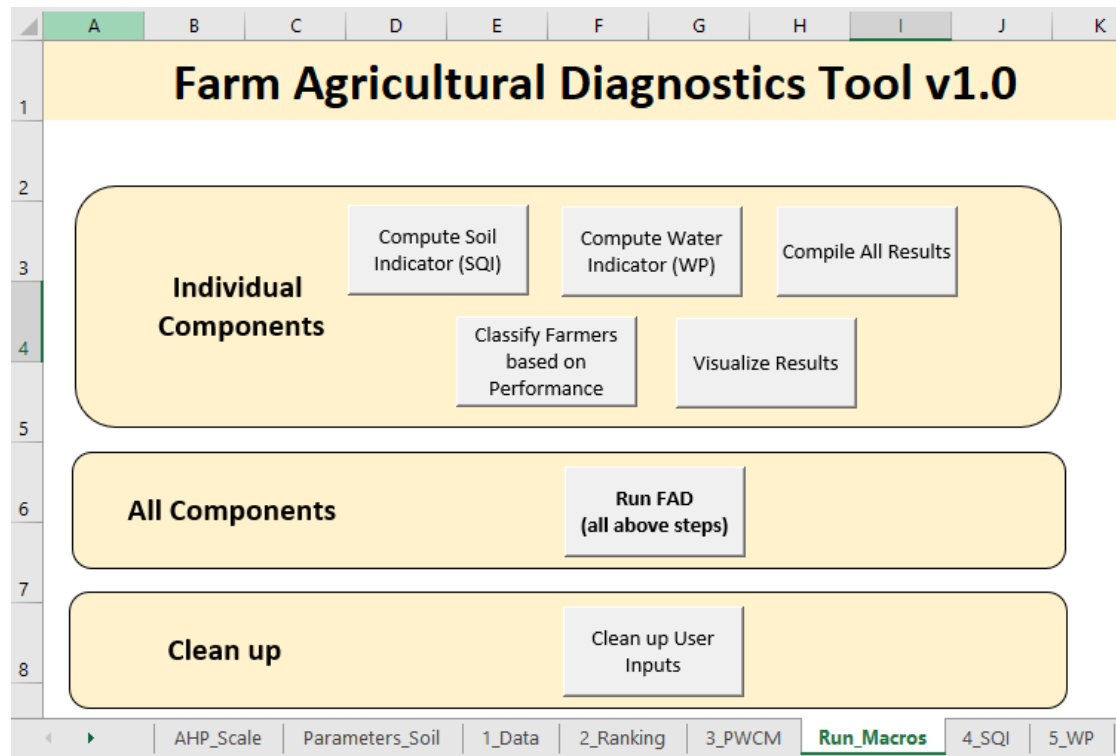 A B C D E F G H I J K
1 Farm Agricultural Diagnostics Tool v1.0
2
3
4
5
6
7
8
Individual
Components
Compute Soil
Indicator (SQI)
Compute Water
Indicator (WP)
Compile All Results
Classify Farmers
based on
Performance
Visualize Results
All Components
Run FAD
(all above steps)
Clean up
Clean up User
Inputs
AHP_Scale Parameters_Soil 1_Data 2_Ranking 3_PWCM Run_Macros 4_SQI 5_WP